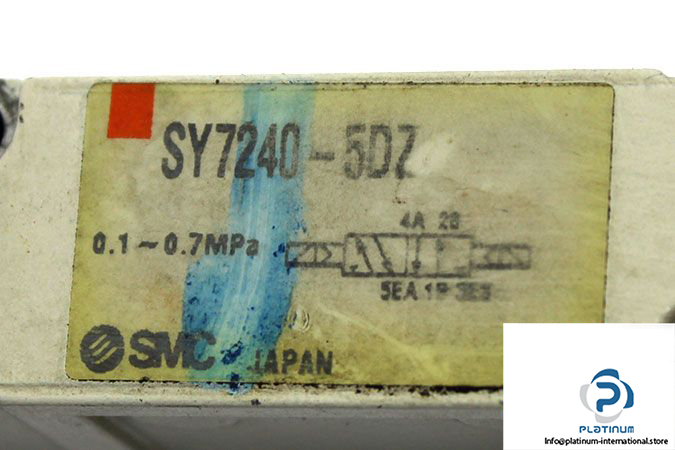 SY7240-5DZ
4A 2B
0.1~0.7MPa
5EA 1P 3EB
SMC JAPAN
PLATINUM
Info@platinum-international.store